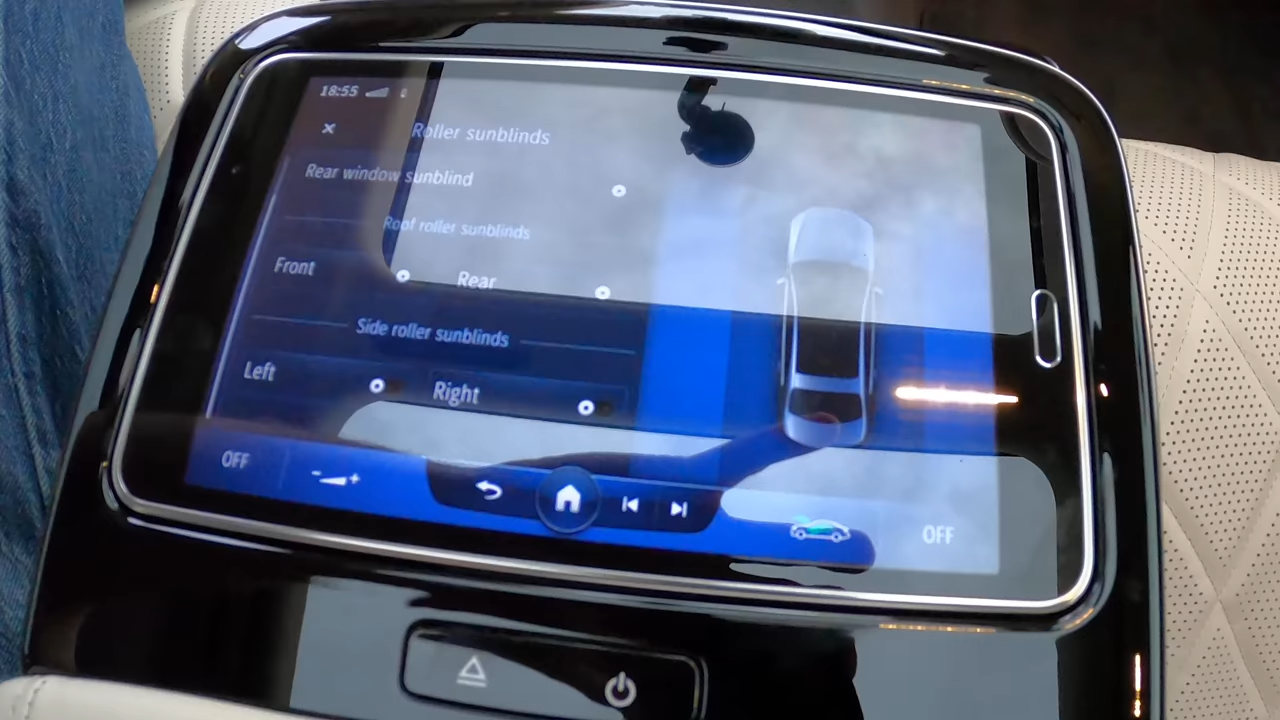 18:55
Roller sunblinds
Rear window sunblind
Roof roller sunblinds
Front
Rear
Side roller sunblinds
Left
Right
OFF
- +
OFF